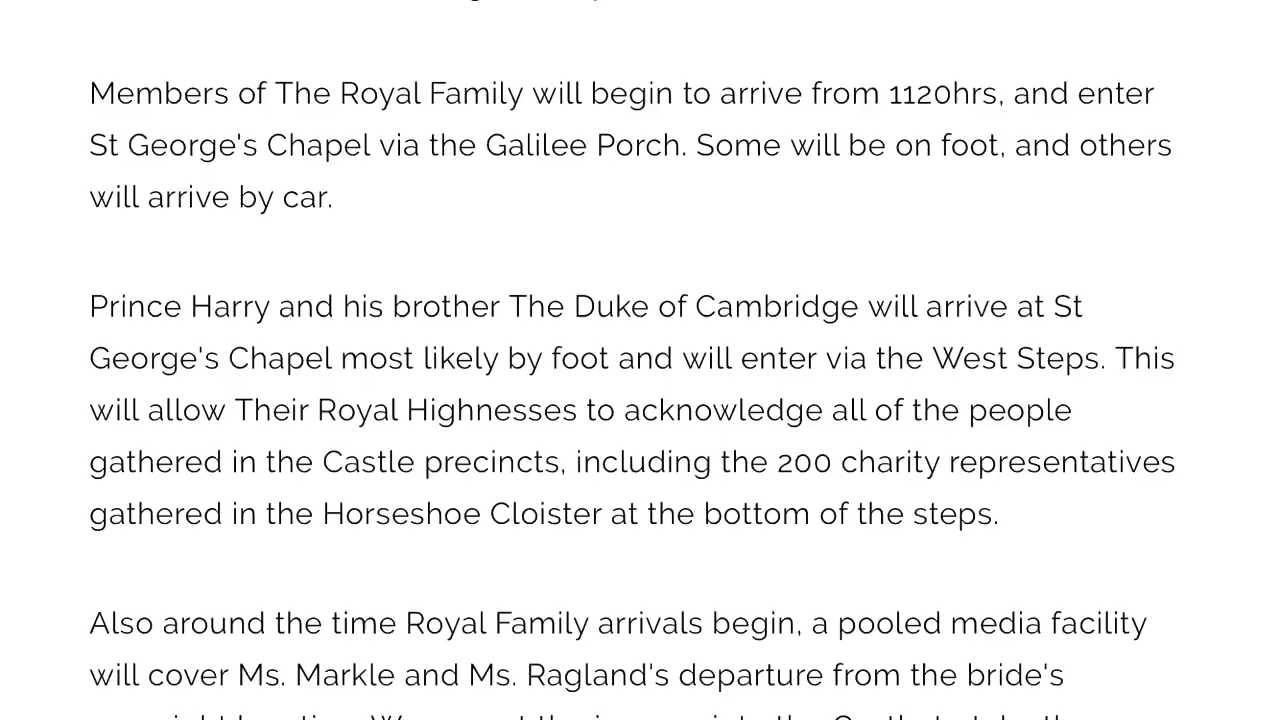 Members of The Royal Family will begin to arrive from 1120hrs, and enter
St George's Chapel via the Galilee Porch. Some will be on foot, and others
will arrive by car.
Prince Harry and his brother The Duke of Cambridge will arrive at St
George's Chapel most likely by foot and will enter via the West Steps. This
will allow Their Royal Highnesses to acknowledge all of the people
gathered in the Castle precincts, including the 200 charity representatives
gathered in the Horseshoe Cloister at the bottom of the steps.
Also around the time Royal Family arrivals begin, a pooled media facility
will cover Ms. Markle and Ms. Ragland's departure from the bride's